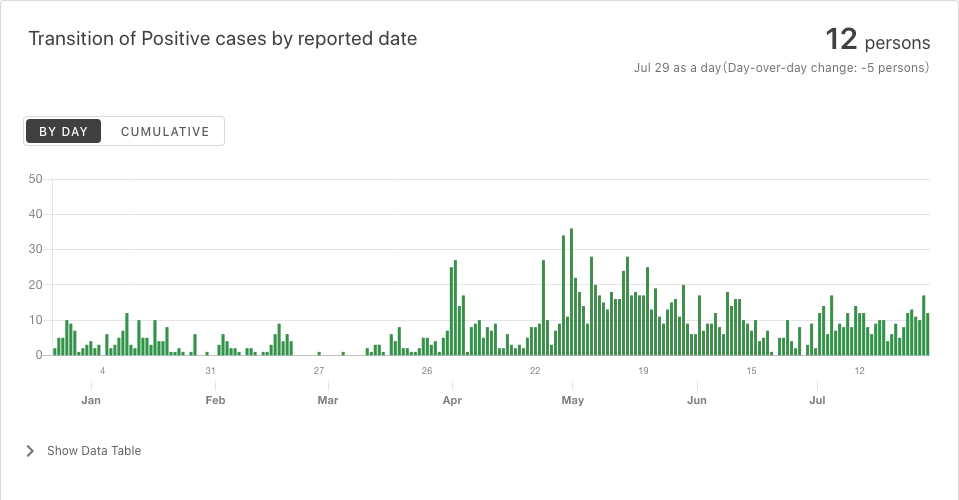 Transition of Positive cases by reported date
12 persons
Jul 29 as a day(Day-over-day change: -5 persons)
BY DAY CUMULATIVE
50
40
30
20
10
0
4 31 27 26 22 19 15 12
Jan Feb Mar Apr May Jun Jul
Show Data Table